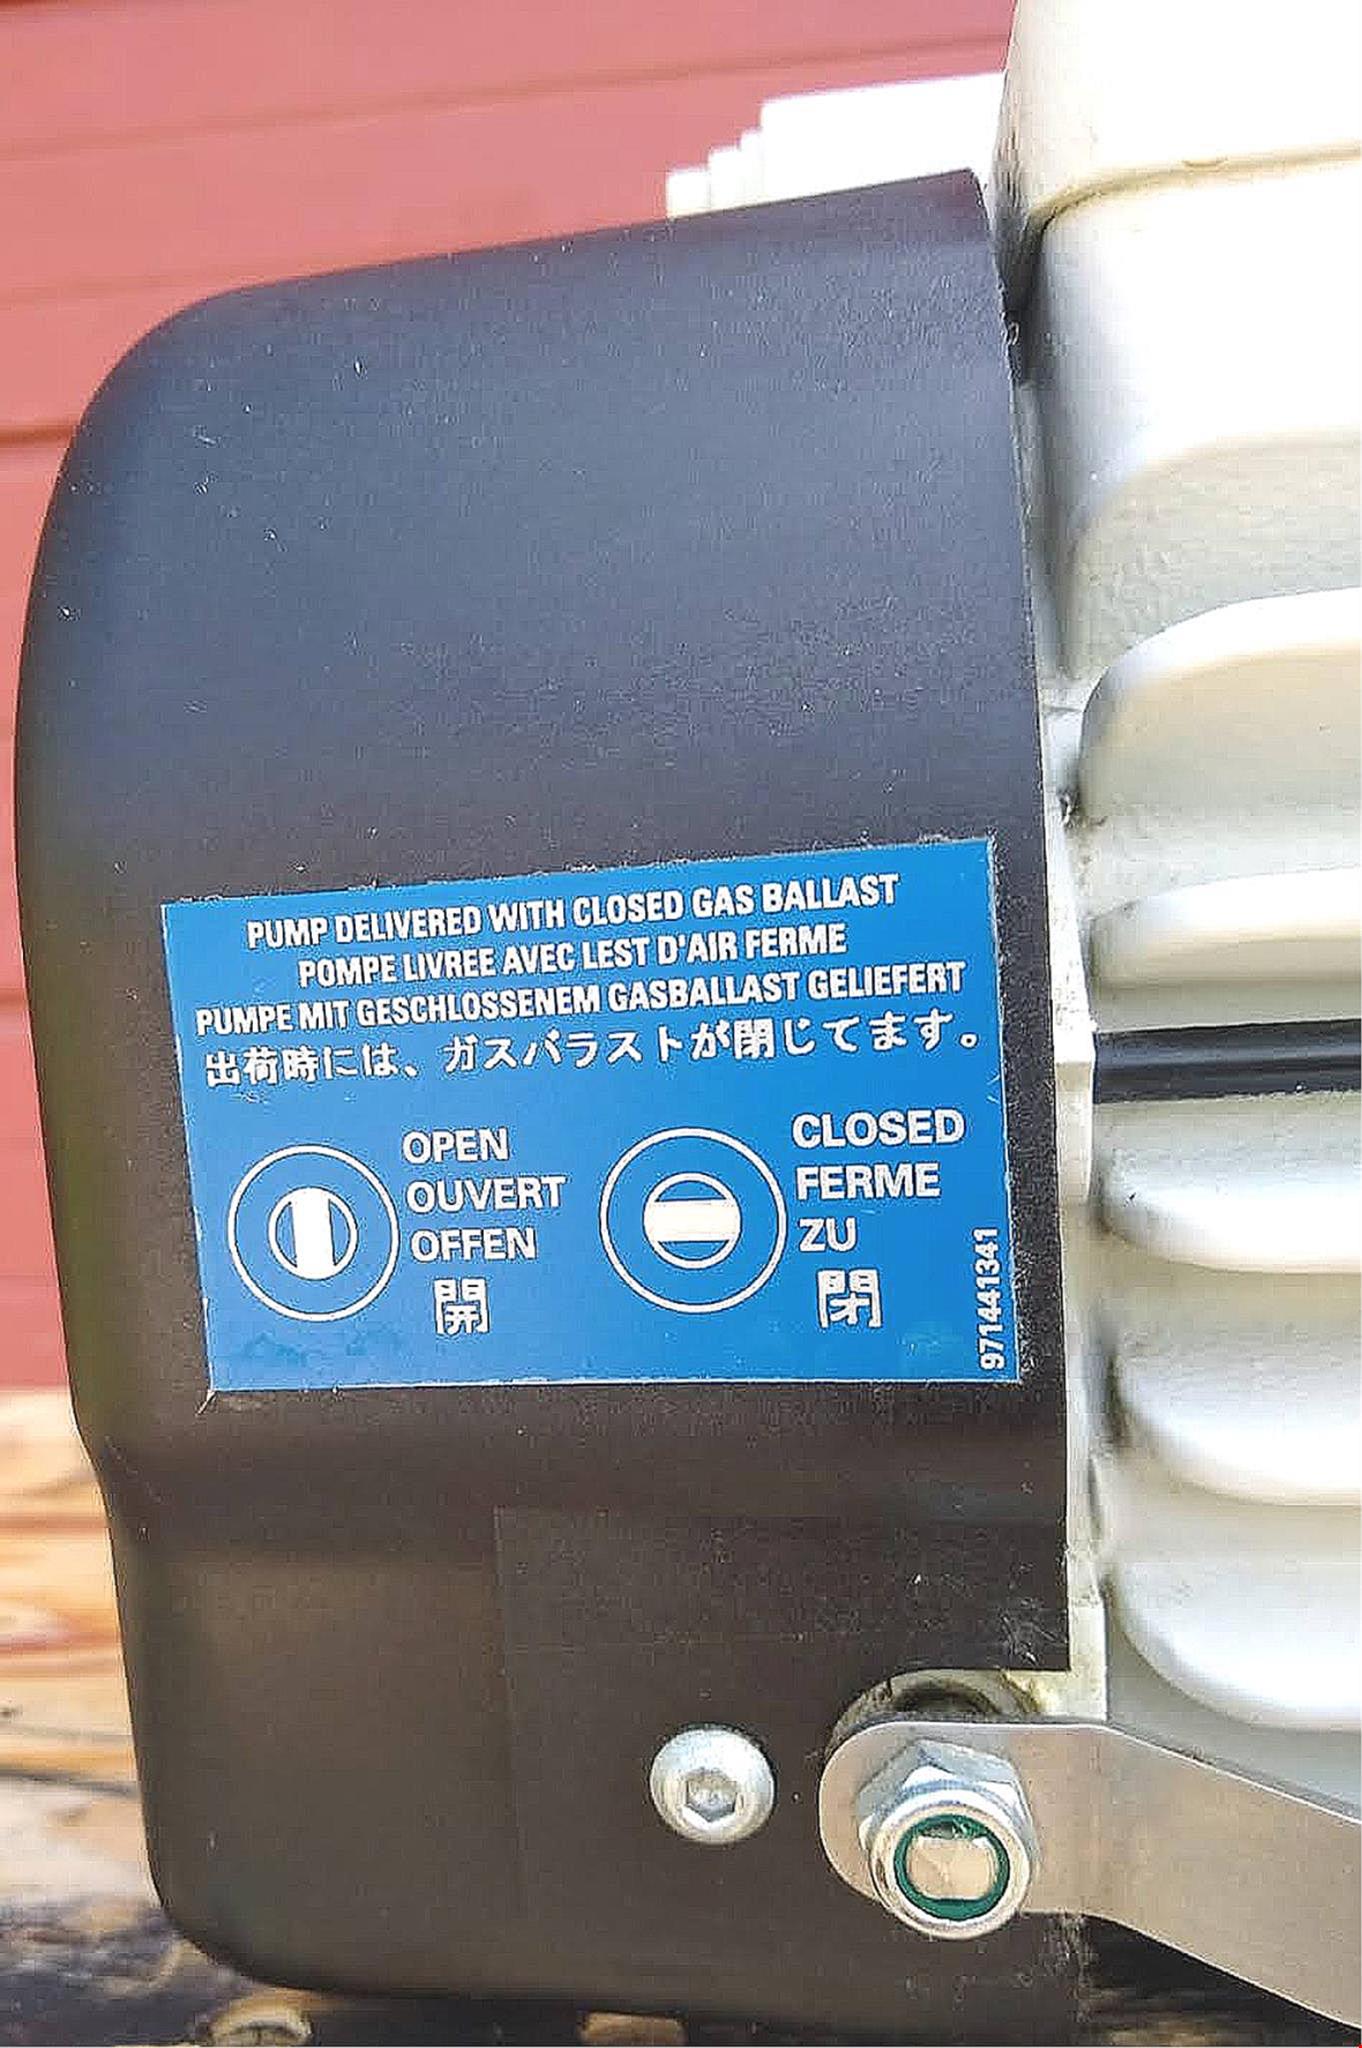 PUMP DELIVERED WITH CLOSED GAS BALLAST
POMPE LIVREE AVEC LEST D'AIR FERME
PUMPE MIT GESCHLOSSENEM GASBALLAST GELIEFERT
出荷時には、ガスバラストが閉じてます。
OPEN
OUVERT
OFFEN
開
CLOSED
FERME
ZU
閉
971441341